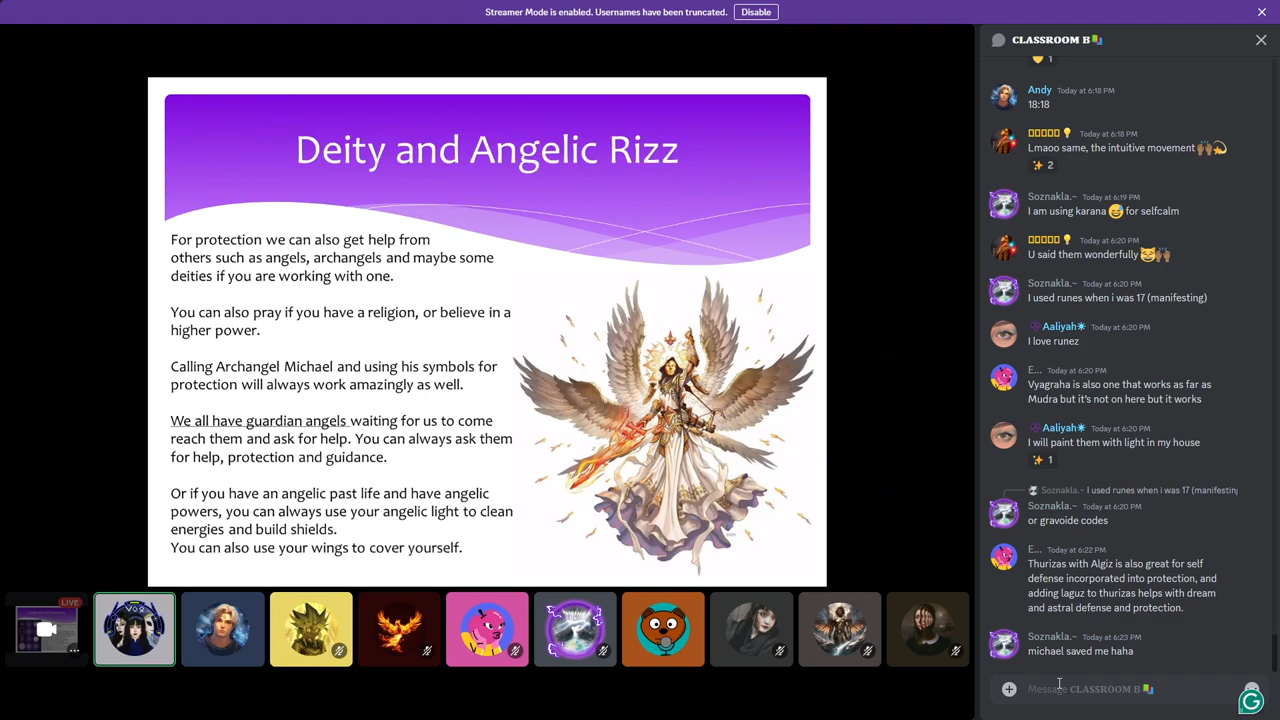 Streamer Mode is enabled. Usernames have been truncated.
Disable
Deity and Angelic Rizz
For protection we can also get help from
others such as angels, archangels and maybe some
deities if you are working with one.
You can also pray if you have a religion, or believe in a
higher power.
Calling Archangel Michael and using his symbols for
protection will always work amazingly as well.
We all have guardian angels waiting for us to come
reach them and ask for help. You can always ask them
for help, protection and guidance.
Or if you have an angelic past life and have angelic
powers, you can always use your angelic light to clean
energies and build shields.
You can also use your wings to cover yourself.
LIVE
CLASSROOM B
1
Andy Today at 6:18 PM
18:18
Today at 6:18 PM
Lmaoo same, the intuitive movement🙌🏾💫
✨ 2
Soznakla.~ Today at 6:19 PM
I am using karana 😅 for selfcalm
Today at 6:20 PM
U said them wonderfully 😸🙌🏾
Soznakla.~ Today at 6:20 PM
I used runes when i was 17 (manifesting)
Aaliyah Today at 6:20 PM
I love runez
E... Today at 6:20 PM
Vyagraha is also one that works as far as
Mudra but it's not on here but it works
Aaliyah Today at 6:20 PM
I will paint them with light in my house
✨ 1
Soznakla.~ I used runes when i was 17 (manifestin
Soznakla.~ Today at 6:20 PM
or gravoide codes
E... Today at 6:22 PM
Thurizas with Algiz is also great for self
defense incorporated into protection, and
adding laguz to thurizas helps with dream
and astral defense and protection.
Soznakla.~ Today at 6:23 PM
michael saved me haha
Message CLASSROOM B